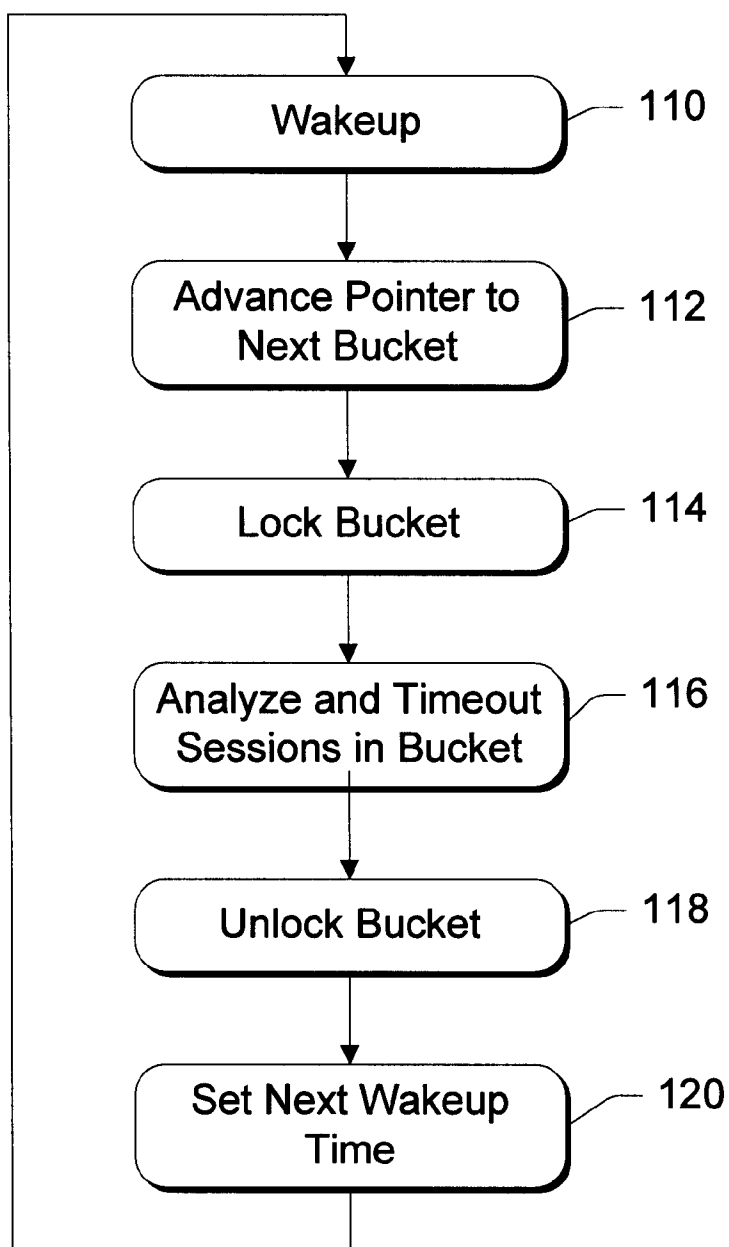 Wakeup
110
Advance Pointer to
Next Bucket
112
Lock Bucket
114
Analyze and Timeout
Sessions in Bucket
116
Unlock Bucket
118
Set Next Wakeup
Time
120